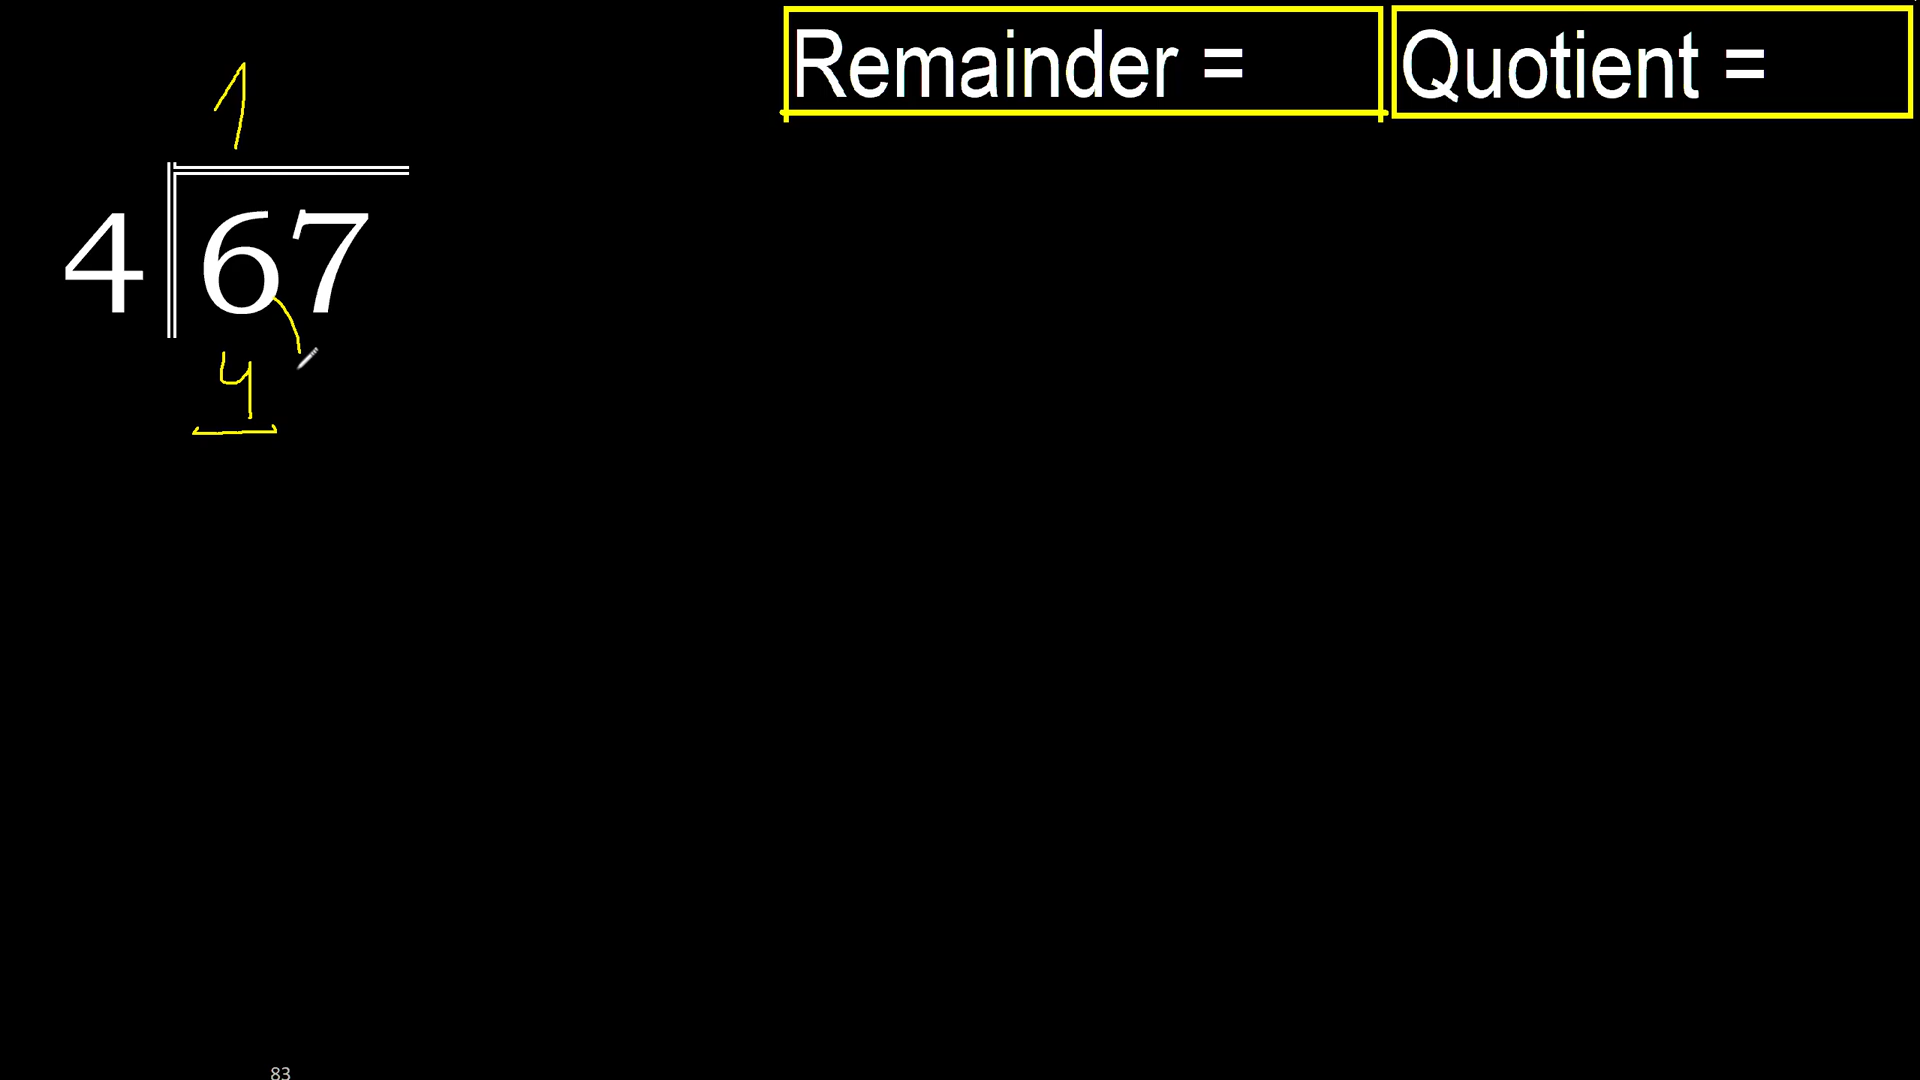 Remainder = Quotient =
1
4 67
4
83